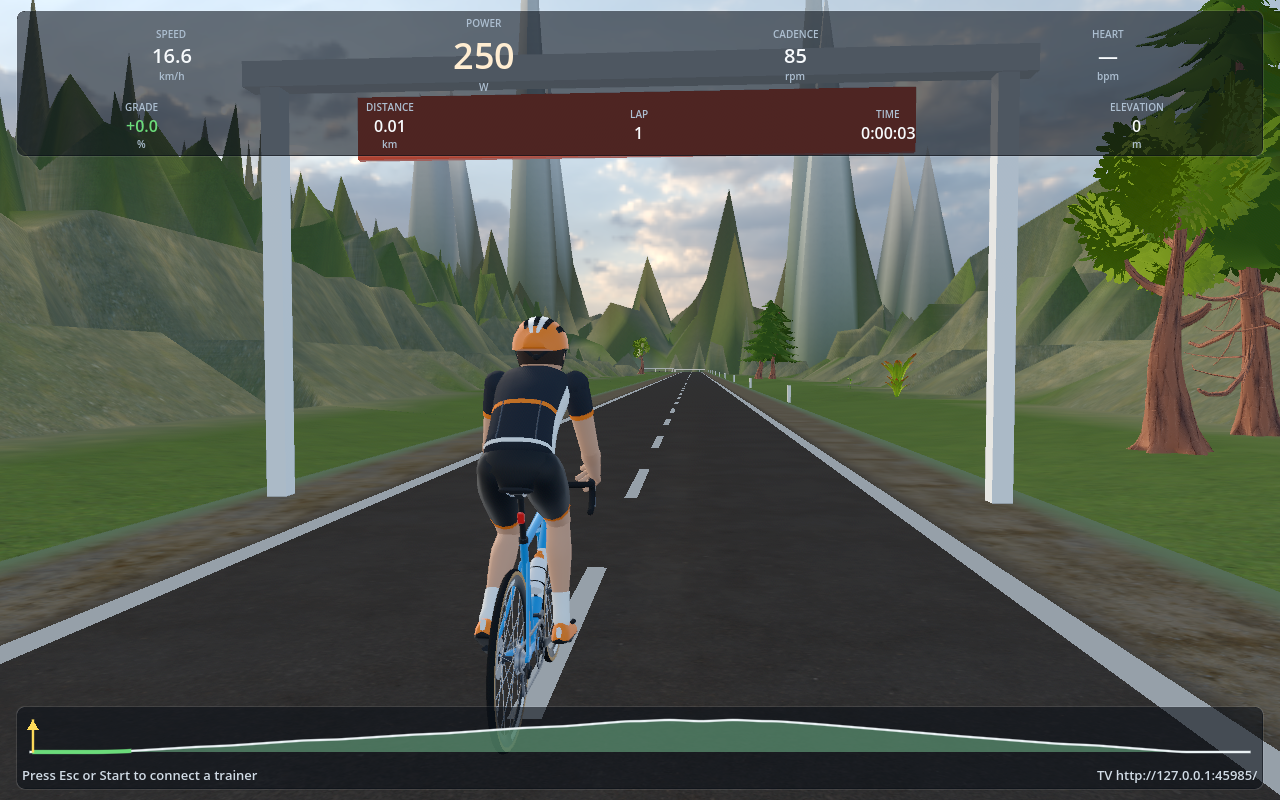 SPEED
16.6
km/h
POWER
250
W
CADENCE
85
rpm
HEART
—
bpm
GRADE
+0.0
%
DISTANCE
0.01
km
LAP
1
TIME
0:00:03
ELEVATION
0
m
Press Esc or Start to connect a trainer
TV http://127.0.0.1:45985/